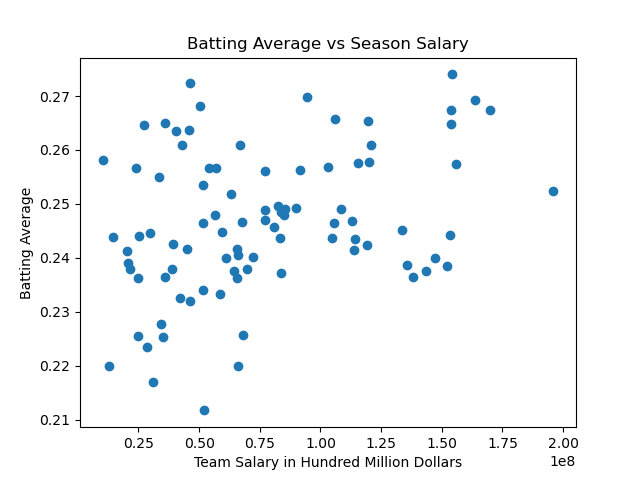 Batting Average vs Season Salary
0.27
0.26
0.25
0.24
0.23
0.22
0.21
Batting Average
0.25 0.50 0.75 1.00 1.25 1.50 1.75 2.00
1e8
Team Salary in Hundred Million Dollars